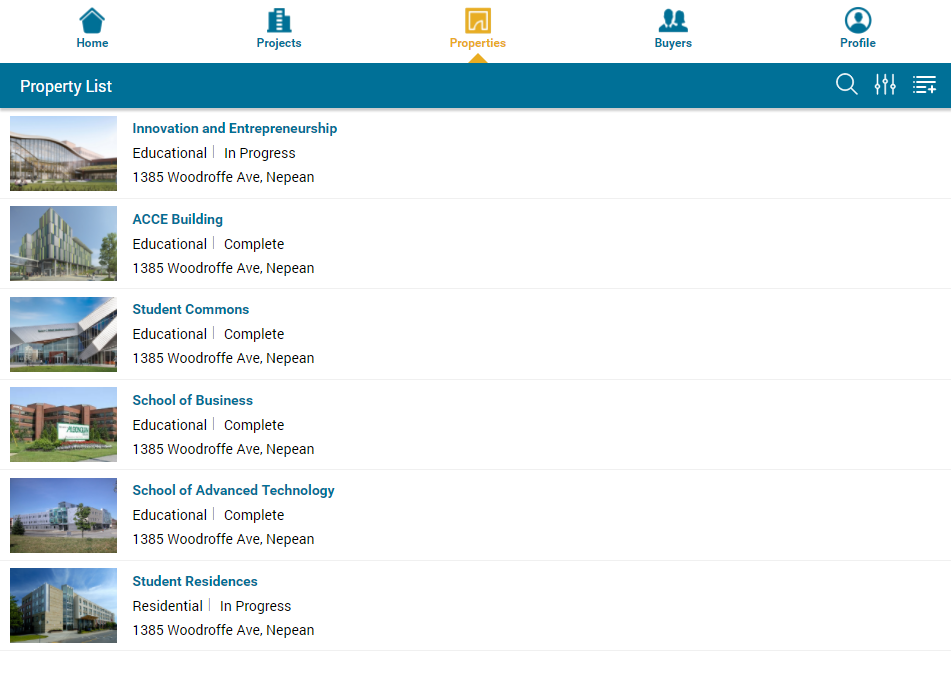 Home
Projects
Properties
Buyers
Profile
Property List
Innovation and Entrepreneurship
Educational | In Progress
1385 Woodroffe Ave, Nepean
ACCE Building
Educational | Complete
1385 Woodroffe Ave, Nepean
Student Commons
Educational | Complete
1385 Woodroffe Ave, Nepean
School of Business
Educational | Complete
1385 Woodroffe Ave, Nepean
School of Advanced Technology
Educational | Complete
1385 Woodroffe Ave, Nepean
Student Residences
Residential | In Progress
1385 Woodroffe Ave, Nepean